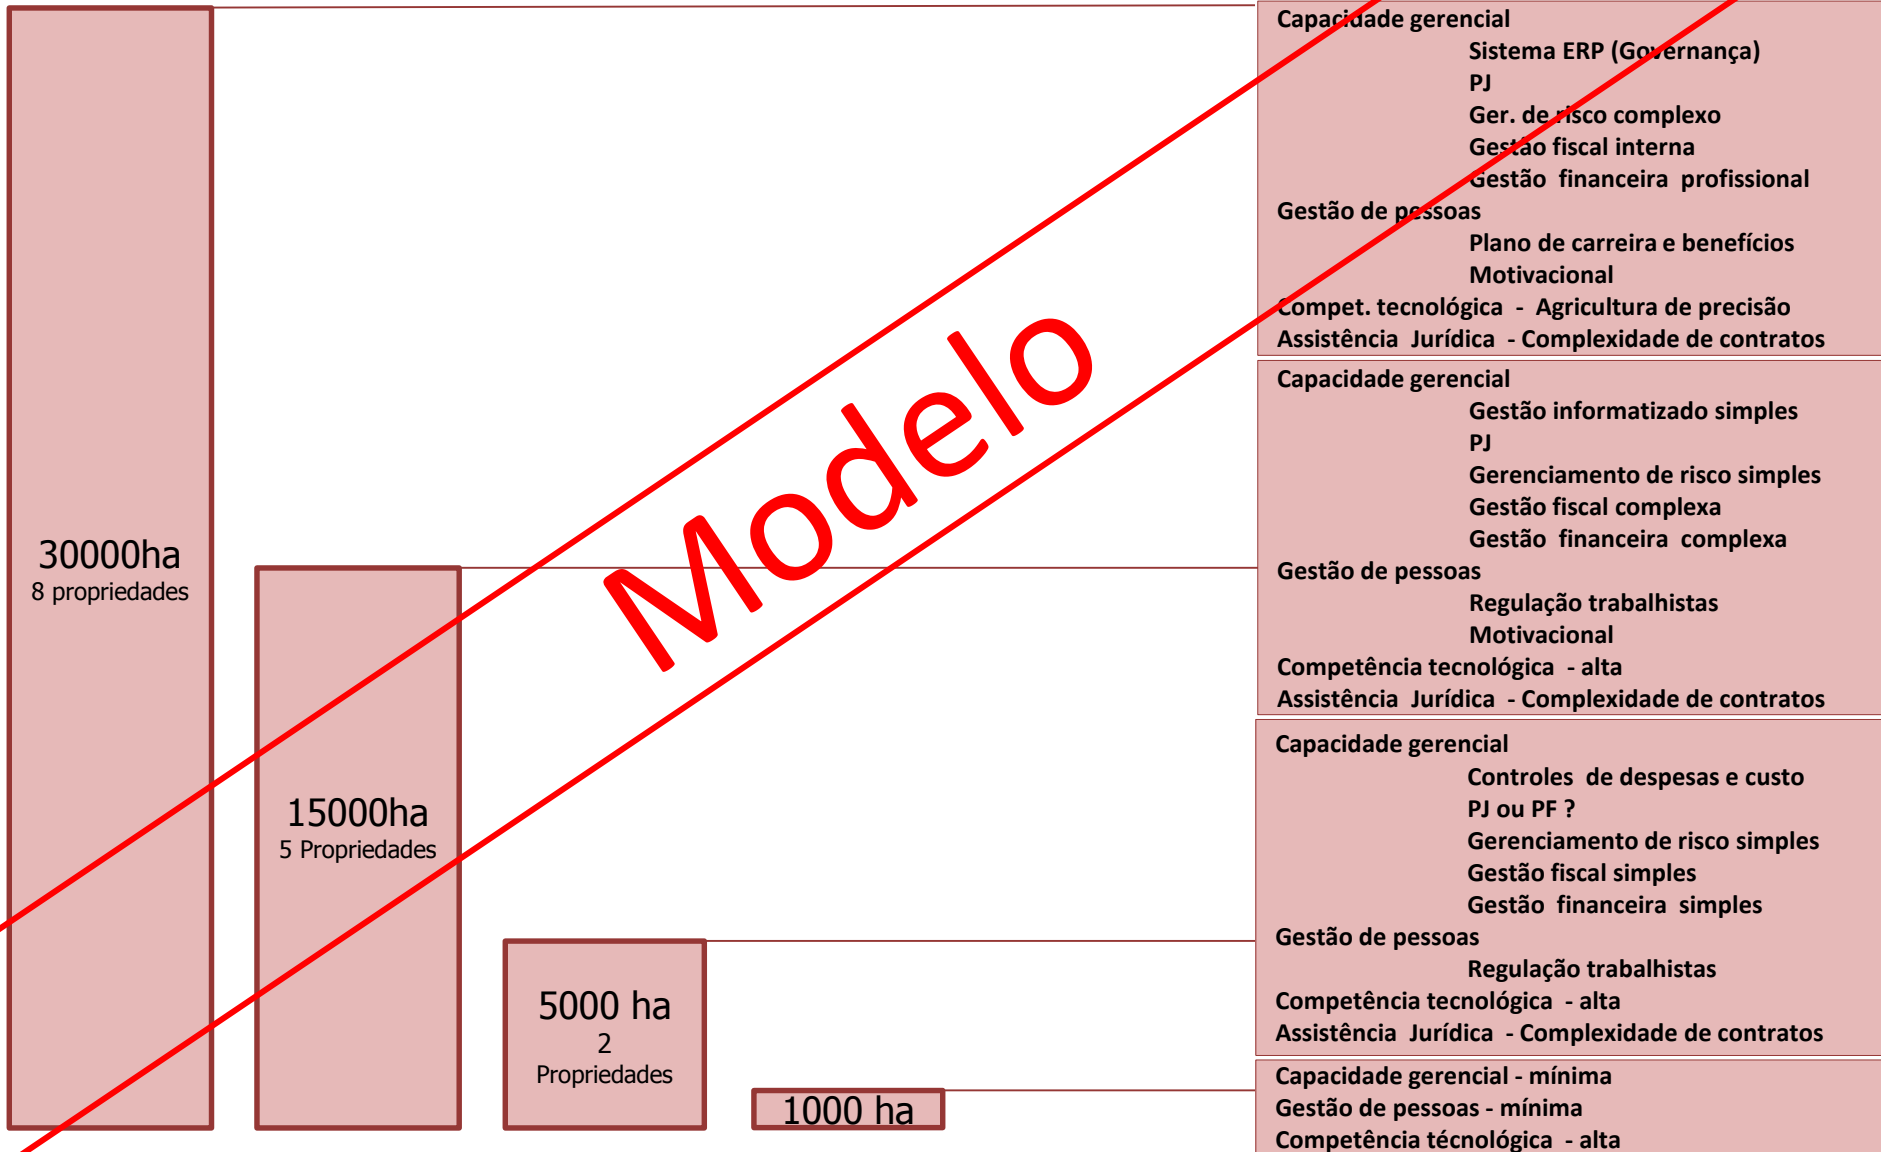 30000ha
8 propriedades
15000ha
5 Propriedades
5000 ha
2
Propriedades
1000 ha
Modelo
Capacidade gerencial
Sistema ERP (Governança)
PJ
Ger. de risco complexo
Gestão fiscal interna
Gestão financeira profissional
Gestão de pessoas
Plano de carreira e benefícios
Motivacional
Compet. tecnológica - Agricultura de precisão
Assistência Jurídica - Complexidade de contratos
Capacidade gerencial
Gestão informatizado simples
PJ
Gerenciamento de risco simples
Gestão fiscal complexa
Gestão financeira complexa
Gestão de pessoas
Regulação trabalhistas
Motivacional
Competência tecnológica - alta
Assistência Jurídica - Complexidade de contratos
Capacidade gerencial
Controles de despesas e custo
PJ ou PF ?
Gerenciamento de risco simples
Gestão fiscal simples
Gestão financeira simples
Gestão de pessoas
Regulação trabalhistas
Competência tecnológica - alta
Assistência Jurídica - Complexidade de contratos
Capacidade gerencial - mínima
Gestão de pessoas - mínima
Competência técnológica - alta